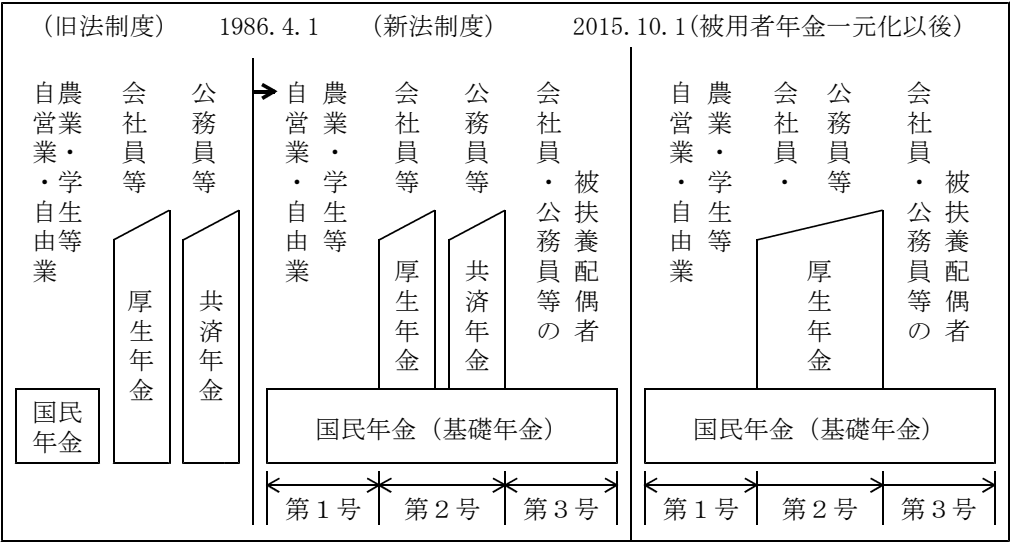 （旧法制度）
1986.4.1
（新法制度）
2015.10.1(被用者年金一元化以後）
農業・学生等
自営業・自由業
会社員等
公務員等
厚生年金
共済年金
国民
年金
自営業・自由業
農業・学生等
会社員等
公務員等
会社員・公務員等の
被扶養配偶者
厚生年金
共済年金
国民年金（基礎年金）
第１号
第２号
第３号
自営業・自由業
農業・学生等
会社員・
公務員等
会社員・公務員等の
被扶養配偶者
厚生年金
国民年金（基礎年金）
第１号
第２号
第３号